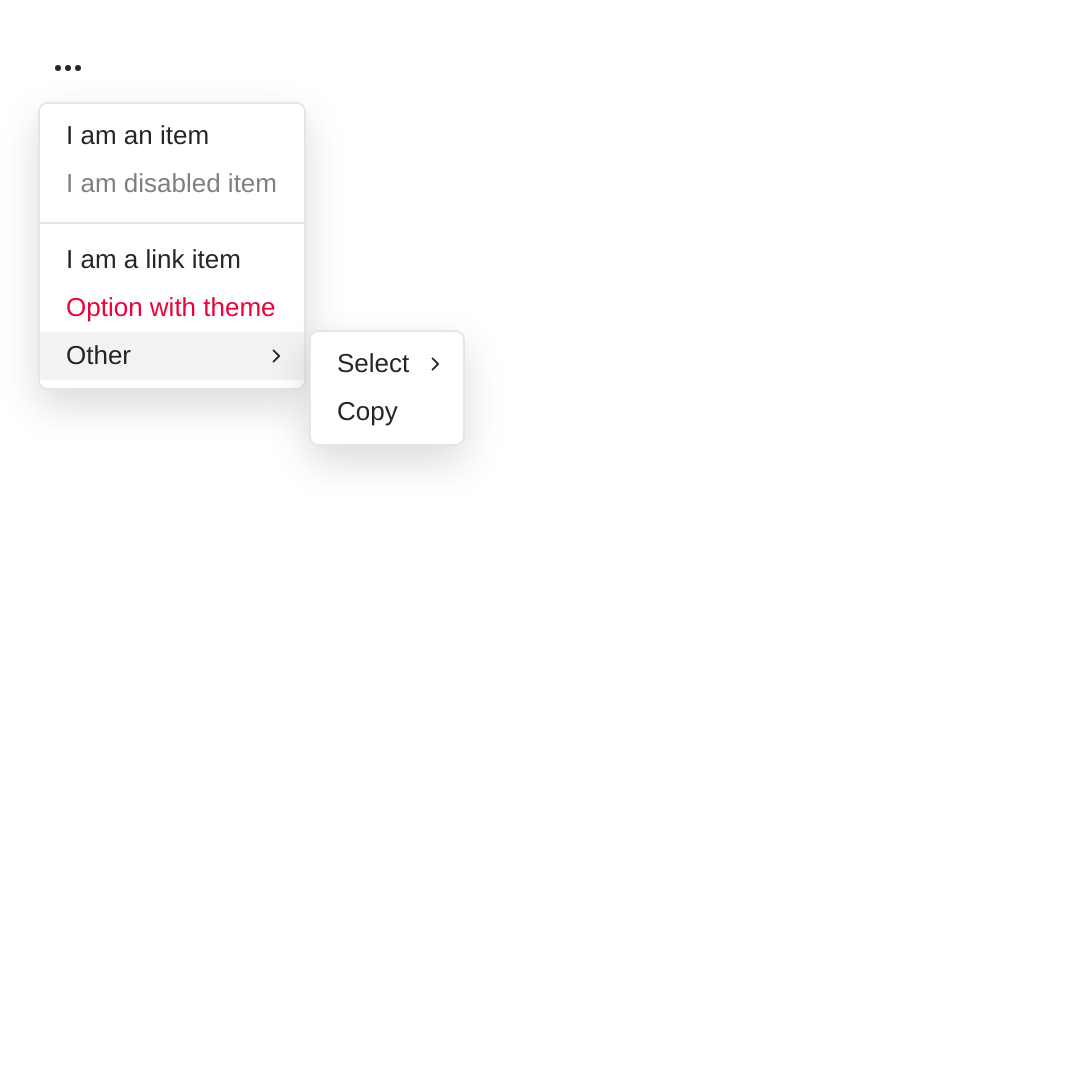 I am an item
I am disabled item
I am a link item
Option with theme
Other
Select
Copy